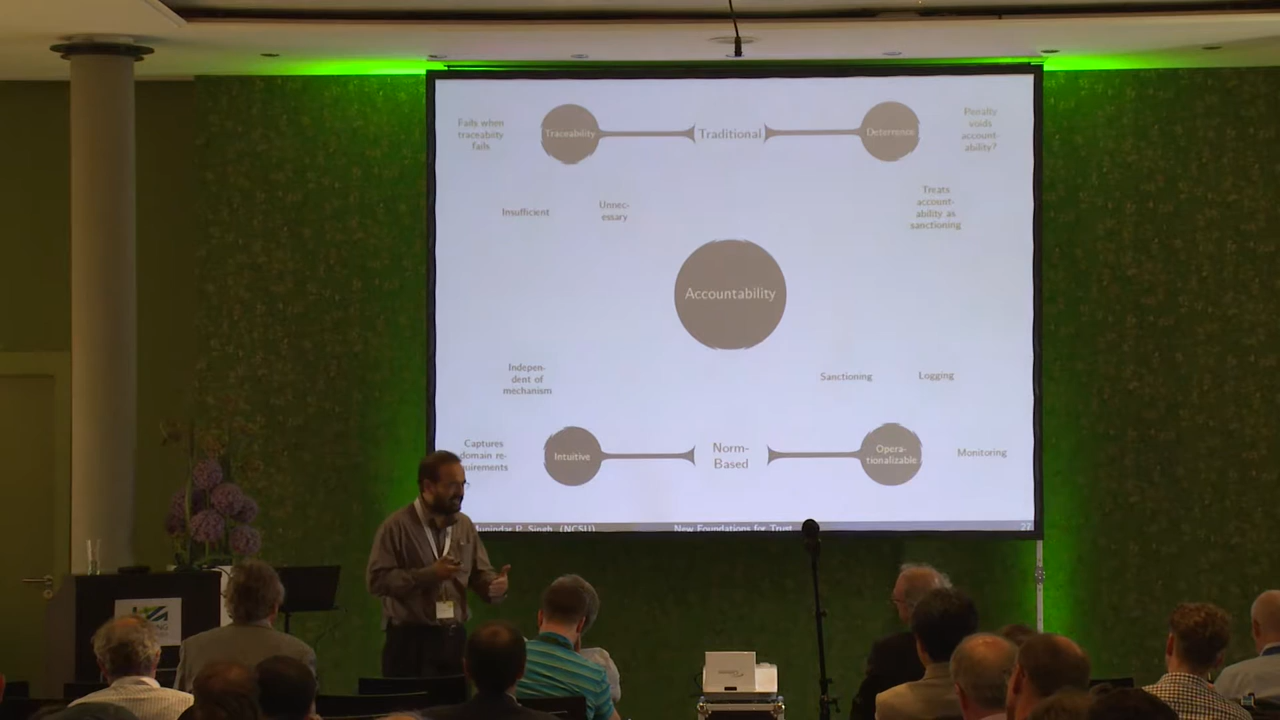 Fails when
traceabity
fails
Traceability
Traditional
Deterrence
Penalty
voids
account-
ability?
Insufficient
Unnec-
essary
Treats
account-
ability as
sanctioning
Accountability
Indepen-
dent of
mechanism
Sanctioning
Logging
Captures
domain re-
quirements
Intuitive
Norm-
Based
Opera-
tionalizable
Monitoring
Munindar P. Singh (NCSU)
New Foundations for Trust
27